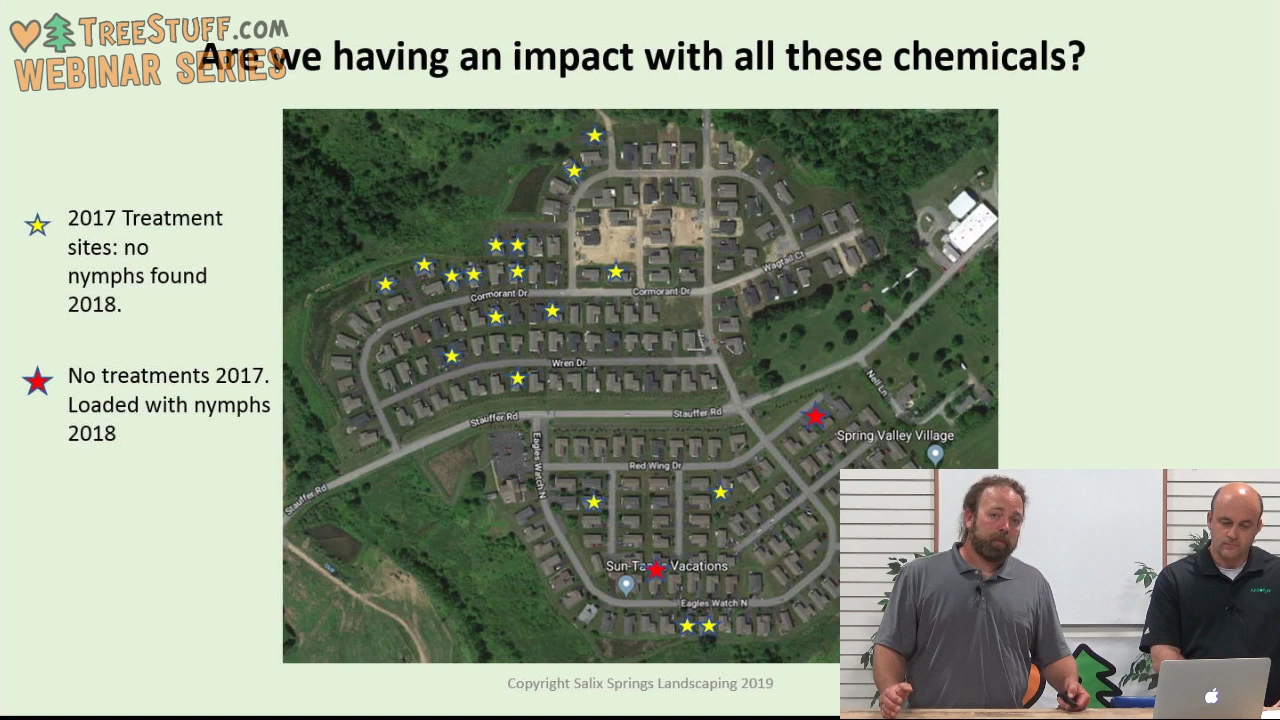 TREESTUFF.COM
WEBINAR SERIES
Are we having an impact with all these chemicals?
2017 Treatment
sites: no
nymphs found
2018.
No treatments 2017.
Loaded with nymphs
2018
Wagtail Ct
Cormorant Dr
Cormorant Dr
Wren Dr
Neil Ln
Stauffer Rd
Stauffer Rd
Spring Valley Village
Eagles Watch N
Red Wing Dr
Stauffer Rd
Vacations
Eagles Watch N
Copyright Salix Springs Landscaping 2019